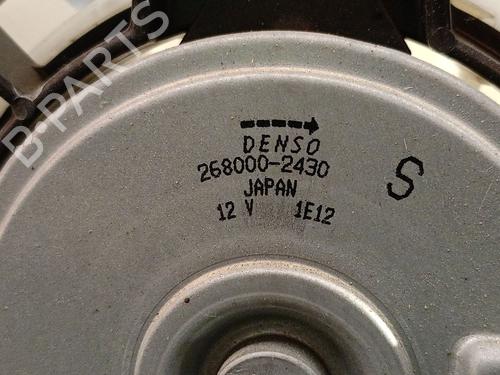 B-PARTS
DENSO
268000-2430
JAPAN
12 V 1E12
S